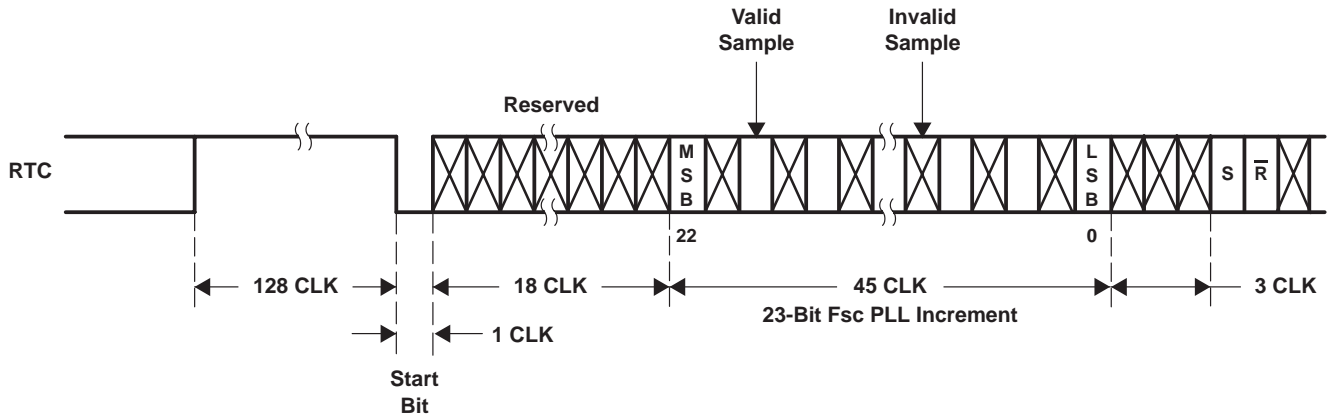 Valid
Sample
Invalid
Sample
Reserved
RTC
M
S
B
L
S
B
S
R̅
22
0
128 CLK
18 CLK
45 CLK
3 CLK
23-Bit Fsc PLL Increment
1 CLK
Start
Bit